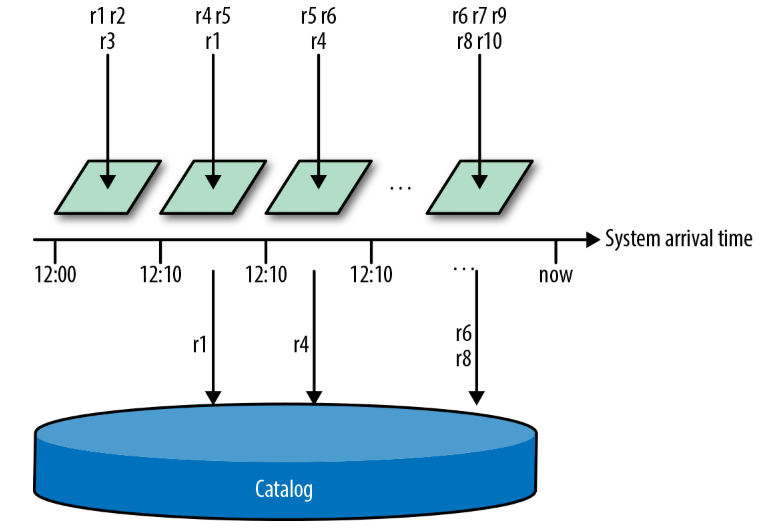 r1 r2
r3
r4 r5
r1
r5 r6
r4
r6 r7 r9
r8 r10
...
System arrival time
12:00
12:10
12:10
12:10
...
now
r1
r4
r6
r8
Catalog